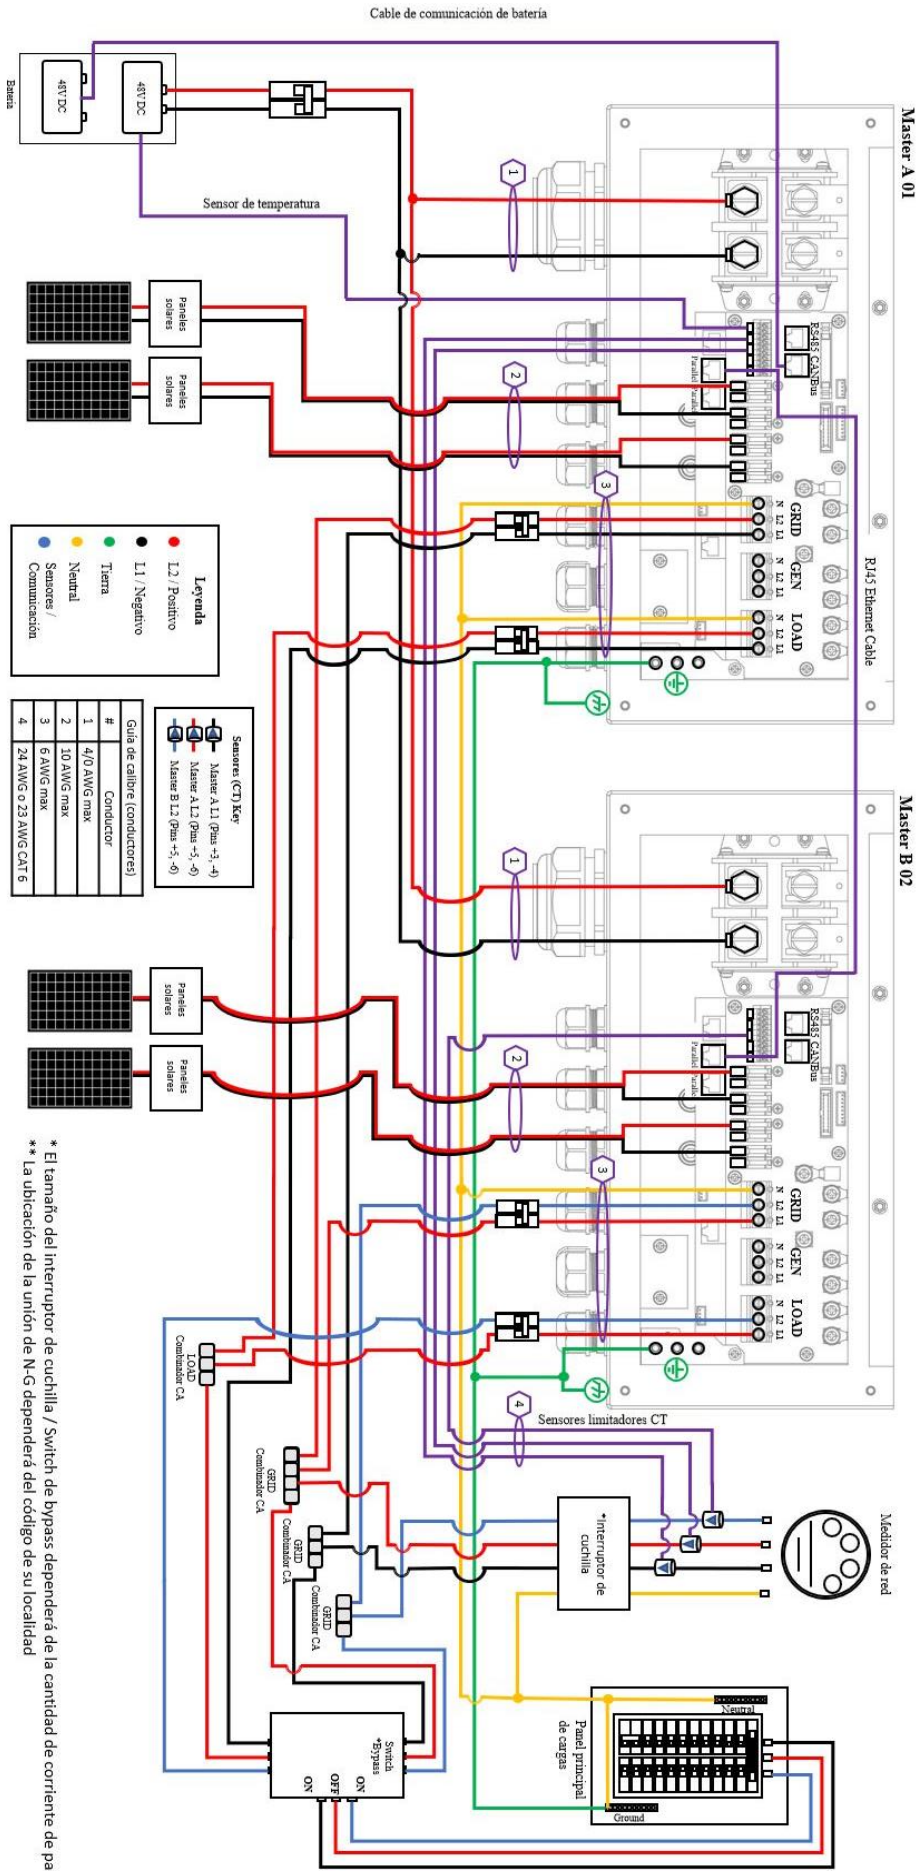 Cable de comunicación de batería
Master A 01
48V DC
48V DC
Batería
Sensor de temperatura
1
RS485 CANBus
Parallel Parallel
Paneles
solares
Paneles
solares
2
3
N L2 L1
GRID
N L2 L1
GEN
N L2 L1
LOAD
RJ45 Ethernet Cable
Leyenda
L2 / Positivo
L1 / Negativo
Tierra
Neutral
Sensores /
Comunicación
Sensores (CT) Key
Master A L1 (Pins +3, -4)
Master A L2 (Pins +5, -6)
Master B L2 (Pins +5, -6)
Guía de calibre (conductores)
# Conductor
1 4/0 AWG max
2 10 AWG max
3 6 AWG max
4 24 AWG o 23 AWG CAT 6
Master B 02
1
RS485 CANBus
Parallel Parallel
Paneles
solares
Paneles
solares
2
3
N L2 L1
GRID
N L2 L1
GEN
N L2 L1
LOAD
4
Sensores limitadores CT
LOAD
Combinador CA
GRID
Combinador CA
GRID
Combinador CA
GRID
Combinador CA
*Interruptor de
cuchilla
Medidor de red
Switch
*Bypass
ON
OFF
ON
Panel principal
de cargas
Neutral
Ground
* El tamaño del interruptor de cuchilla / Switch de bypass dependerá de la cantidad de corriente de pa
** La ubicación de la unión de N-G dependerá del código de su localidad